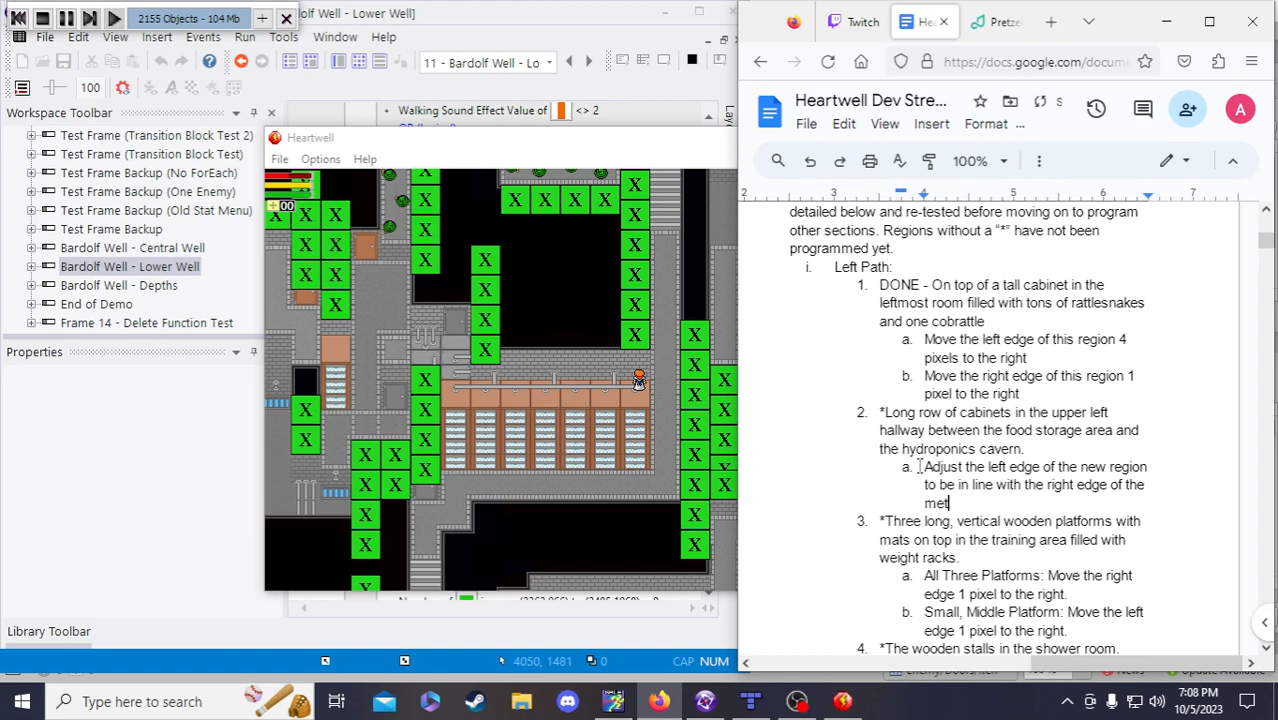 2155 Objects - 104 Mb
dolf Well - Lower Well]
File Edit View Insert Events Run Tools Window Help
11 - Bardolf Well - Lo
100
Workspace Toolbar
Test Frame (Transition Block Test 2)
Test Frame (Transition Block Test)
Test Frame Backup (No ForEach)
Test Frame Backup (One Enemy)
Test Frame Backup (Old Stat Menu)
Test Frame Backup
Bardolf Well - Central Well
Bardolf Well - Lower Well
Bardolf Well - Depths
End of Demo
Frame 14 - Delete Function Test
Properties
Library Toolbar
• Walking Sound Effect Value of <> 2
Heartwell
File Options Help
00
X X X X X X X X X
4050, 1481
0
CAP NUM
Twitch
Hea
Pretzel
https://docs.google.com/docume
Heartwell Dev Stre...
S
A
File Edit View Insert Format ...
100%
2 3 4 5 6 7
detailed below and re-tested before moving on to program
other sections. Regions without a “*” have not been
programmed yet.
i. Left Path:
1. DONE - On top of a tall cabinet in the
leftmost room filled with tons of rattlesnakes
and one cobrattle
a. Move the left edge of this region 4
pixels to the right
b. Move the right edge of this region 1
pixel to the right
2. *Long row of cabinets in the upper left
hallway between the food storage area and
the hydroponics cavern.
a. Adjust the left edge of the new region
to be in line with the right edge of the
met
3. *Three long, vertical wooden platforms with
mats on top in the training area filled with
weight racks.
a. All Three Platforms: Move the right
edge 1 pixel to the right.
b. Small, Middle Platform: Move the left
edge 1 pixel to the right.
4. *The wooden stalls in the shower room.
Type here to search
7:08 PM
10/5/2023